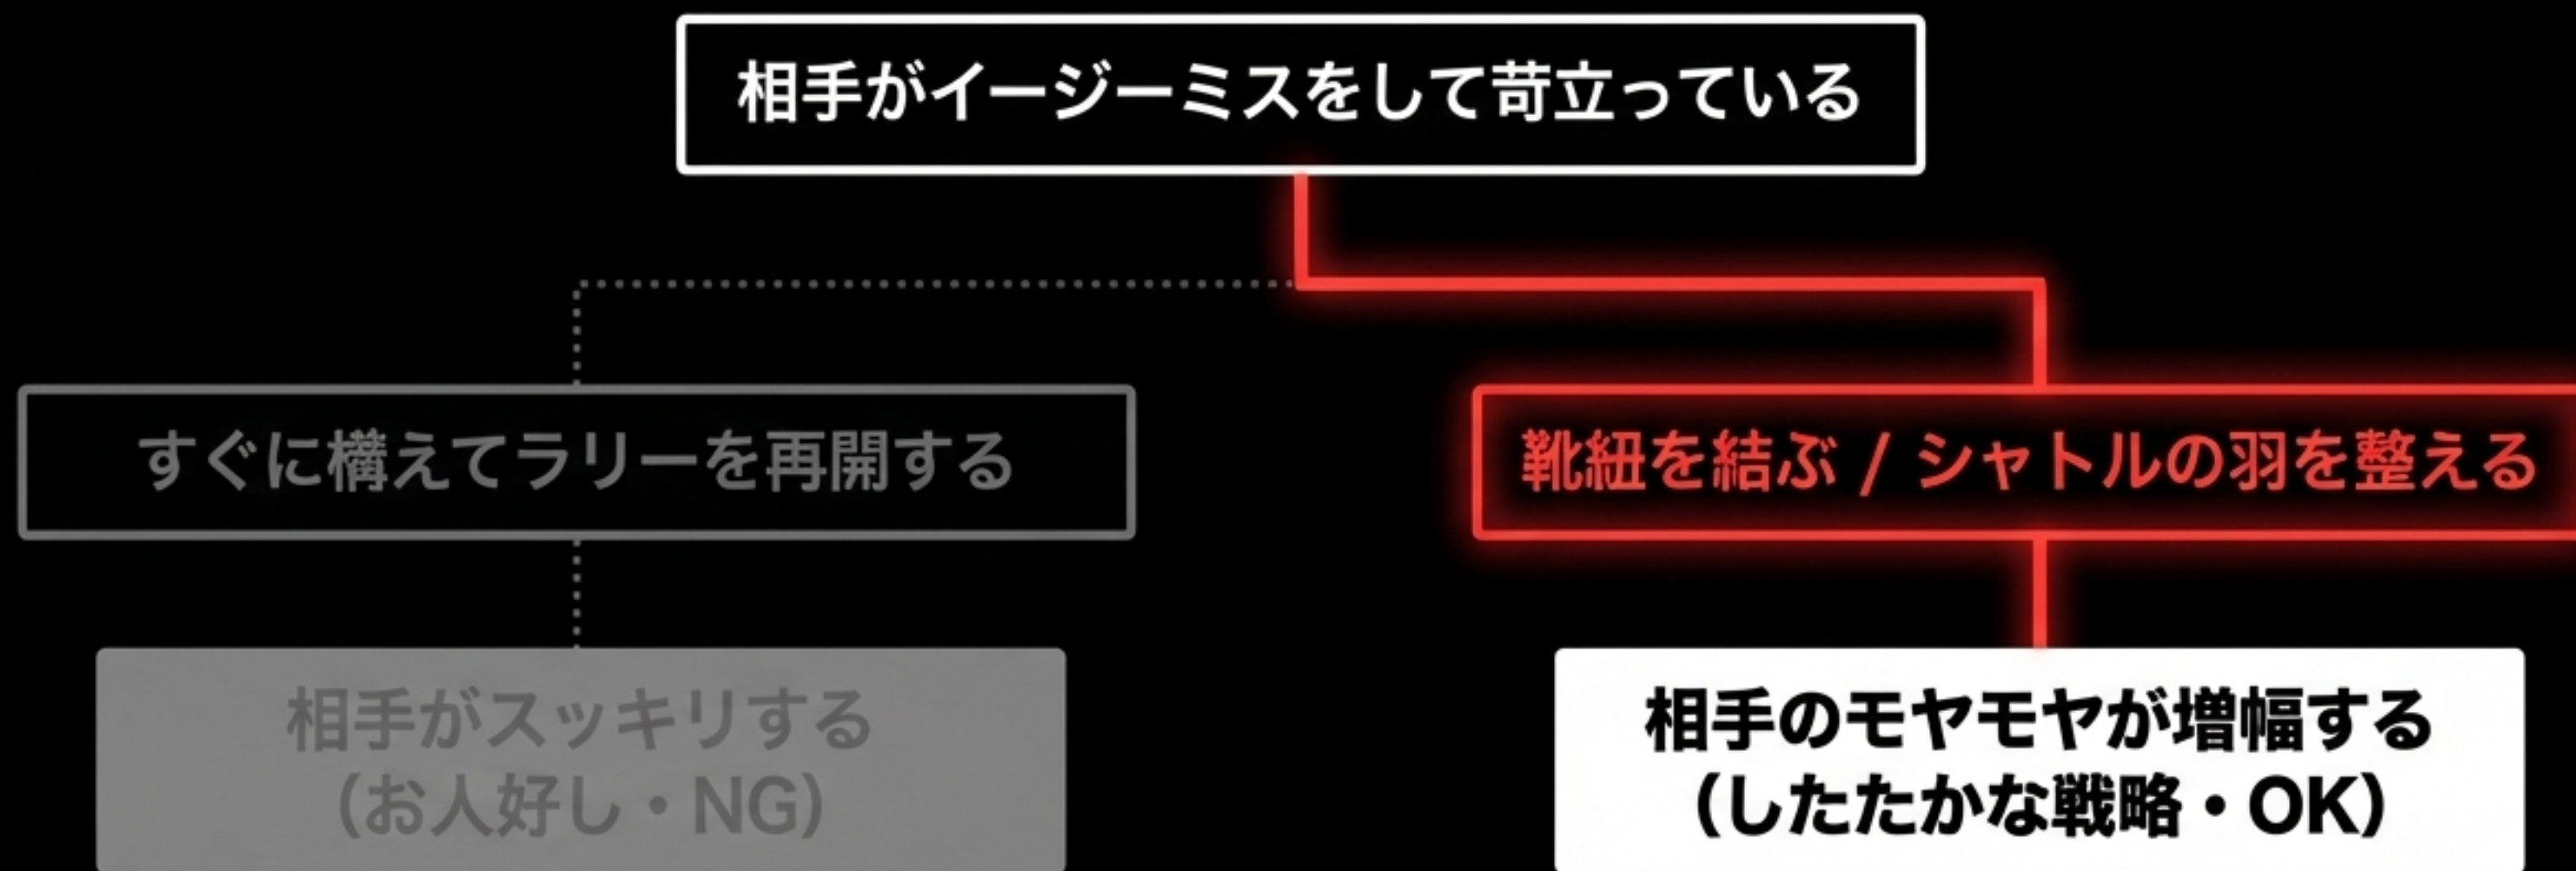 相手がイージーミスをして苛立っている
すぐに構えてラリーを再開する
靴紐を結ぶ / シャトルの羽を整える
相手がスッキリする
(お人好し・NG)
相手のモヤモヤが増幅する
(したたかな戦略・OK)